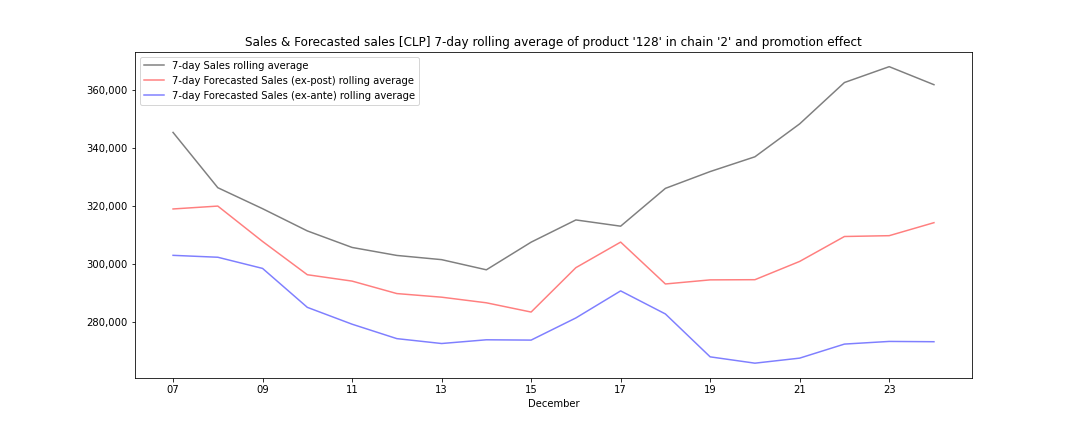 Sales & Forecasted sales [CLP] 7-day rolling average of product '128' in chain '2' and promotion effect
7-day Sales rolling average
7-day Forecasted Sales (ex-post) rolling average
7-day Forecasted Sales (ex-ante) rolling average
360,000
340,000
320,000
300,000
280,000
07 09 11 13 15 17 19 21 23
December